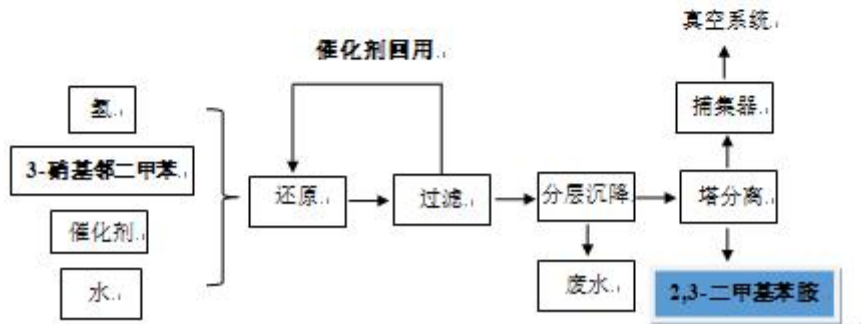 真空系统
催化剂回用
捕集器
氢
3-硝基邻二甲苯
催化剂
水
还原
过滤
分层沉降
塔分离
废水
2,3-二甲基苯胺